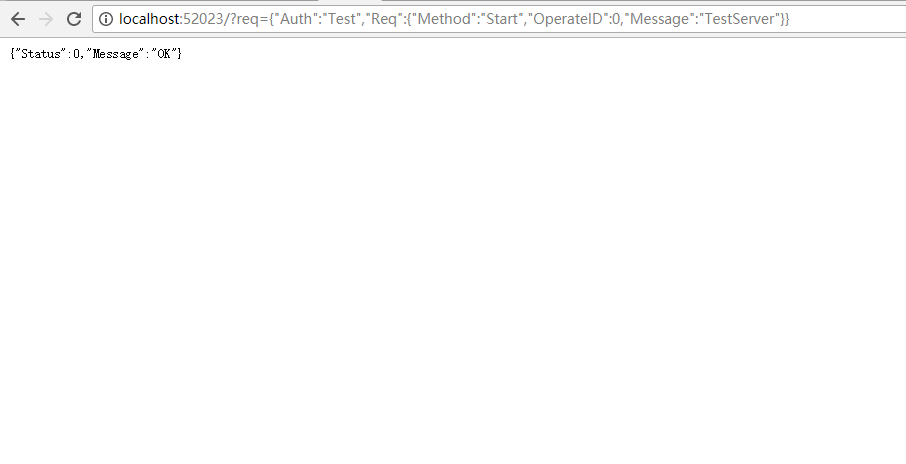 localhost:52023/?req={"Auth":"Test","Req":{"Method":"Start","OperateID":0,"Message":"TestServer"}}
{"Status":0,"Message":"OK"}